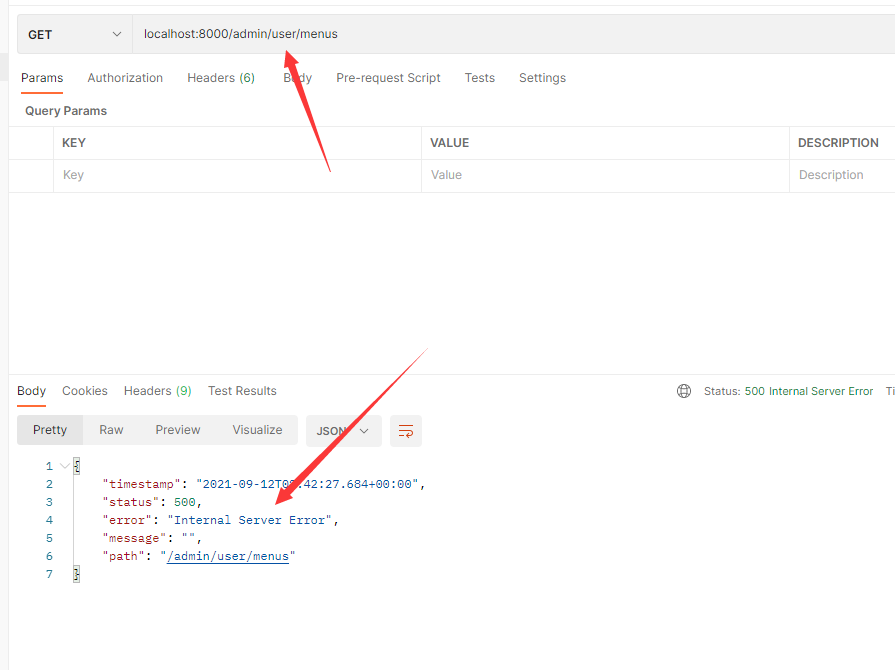 GET localhost:8000/admin/user/menus
Params Authorization Headers (6) Body Pre-request Script Tests Settings
Query Params
KEY VALUE DESCRIPTION
Key Value Description
Body Cookies Headers (9) Test Results Status: 500 Internal Server Error Ti
Pretty Raw Preview Visualize JSON
1 {
2 "timestamp": "2021-09-12T08:42:27.684+00:00",
3 "status": 500,
4 "error": "Internal Server Error",
5 "message": "",
6 "path": "/admin/user/menus"
7 }